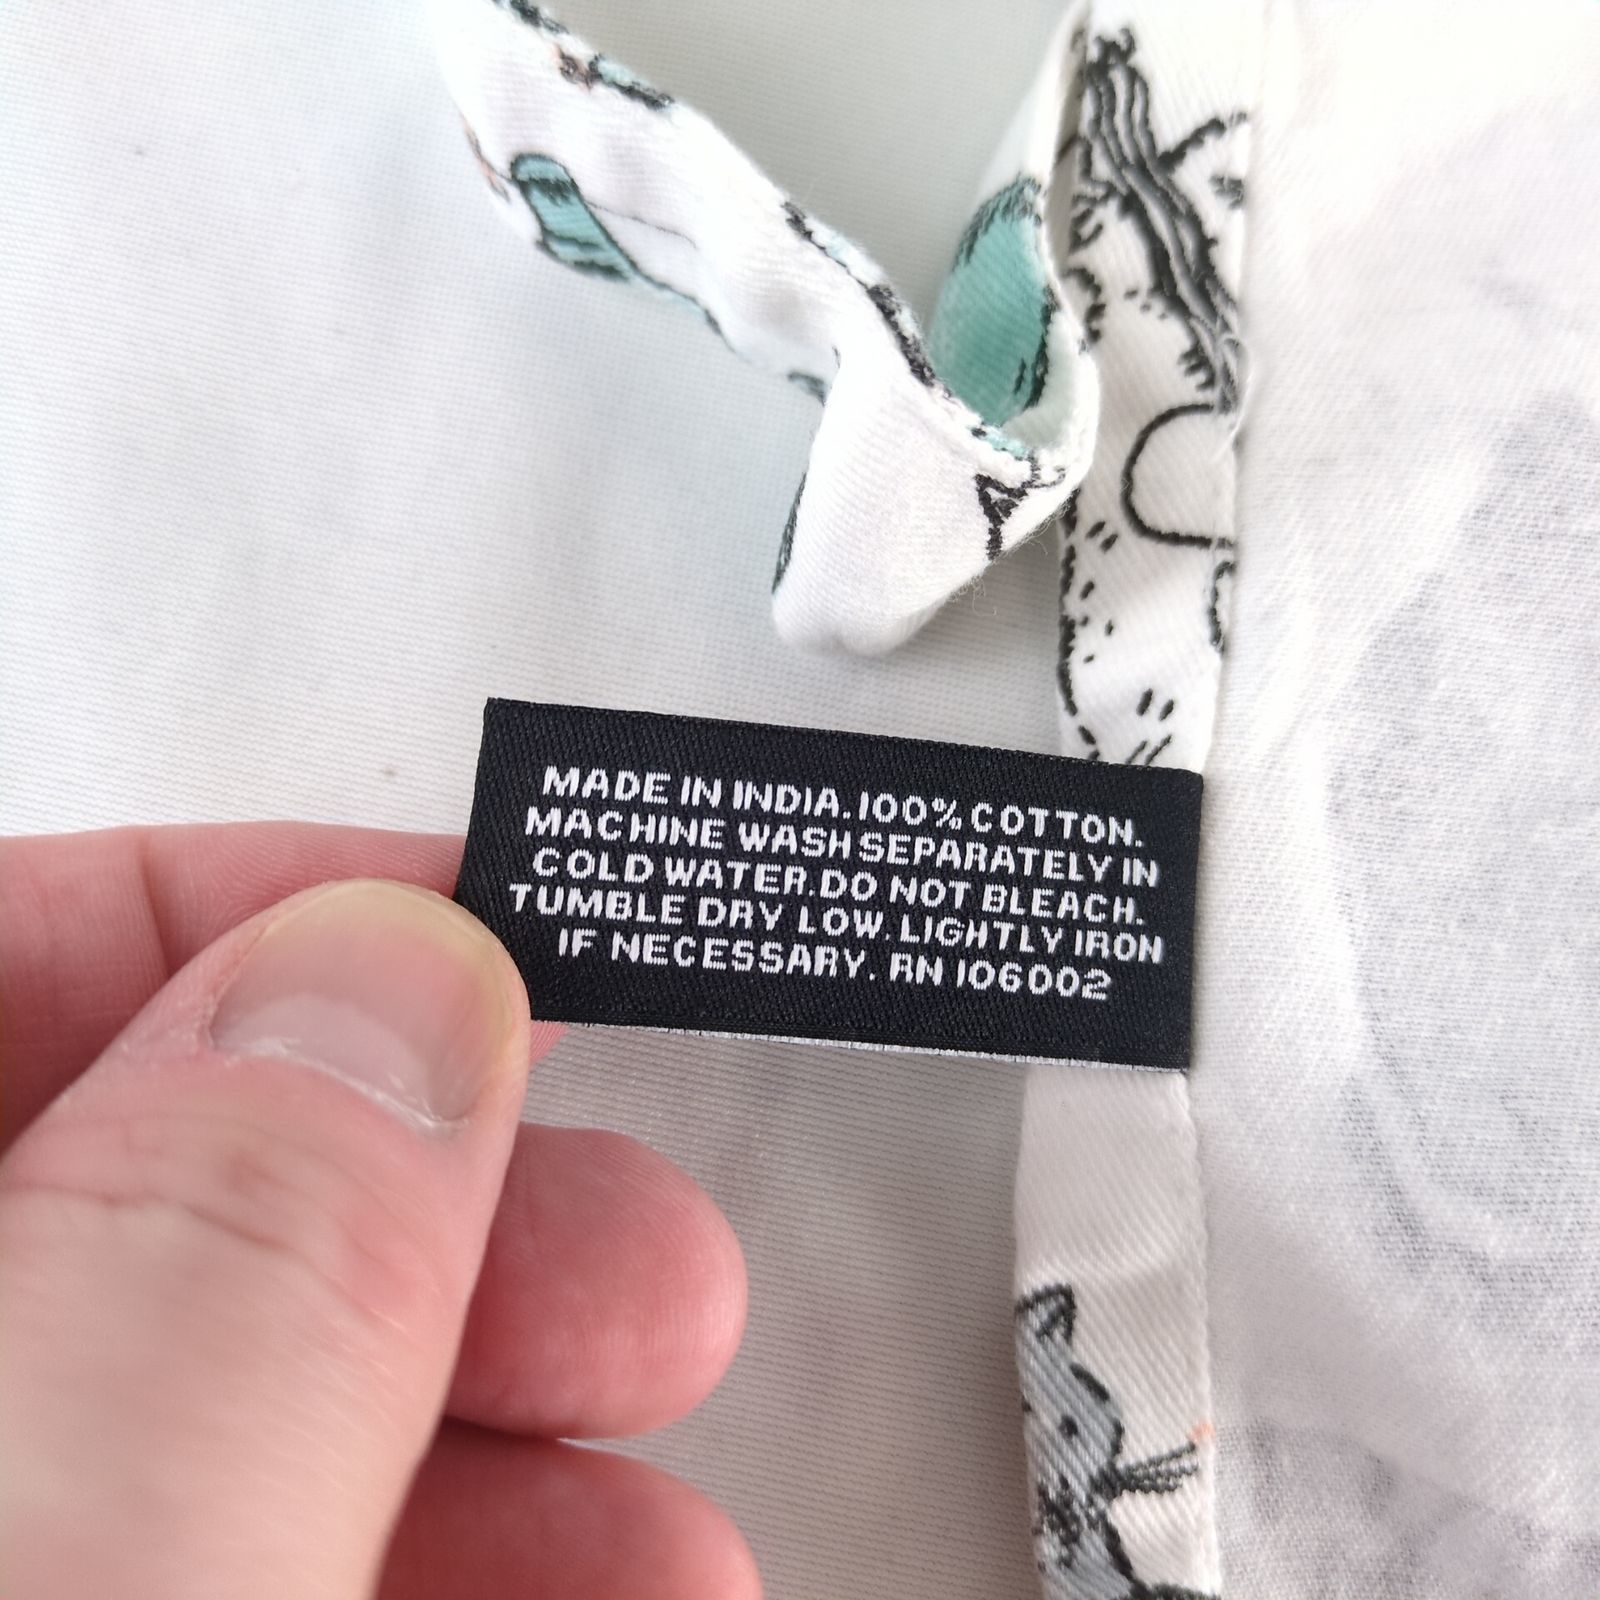 MADE IN INDIA. 100% COTTON.
MACHINE WASH SEPARATELY IN
COLD WATER. DO NOT BLEACH.
TUMBLE DRY LOW. LIGHTLY IRON
IF NECESSARY. RN 106002